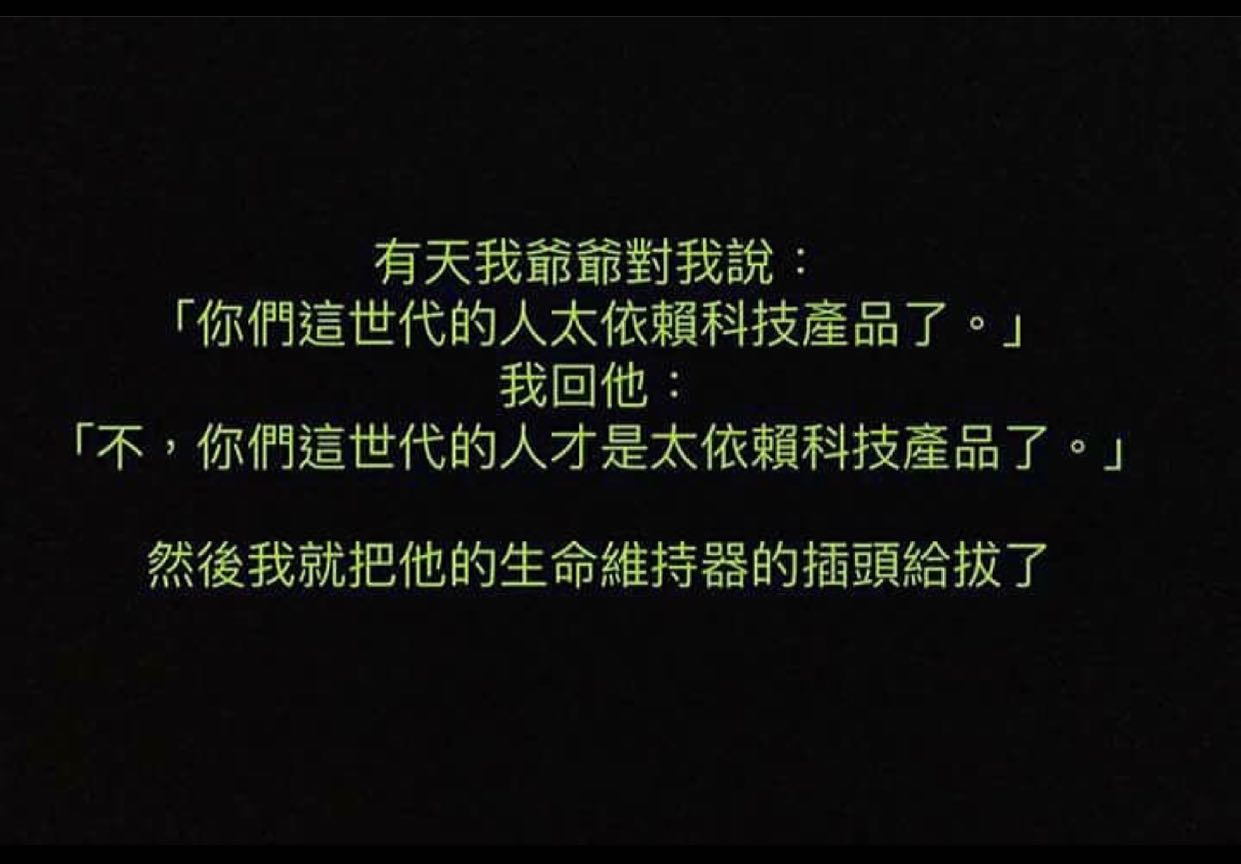 有天我爺爺對我說：
「你們這世代的人太依賴科技產品了。」
我回他：
「不，你們這世代的人才是太依賴科技產品了。」
然後我就把他的生命維持器的插頭給拔了